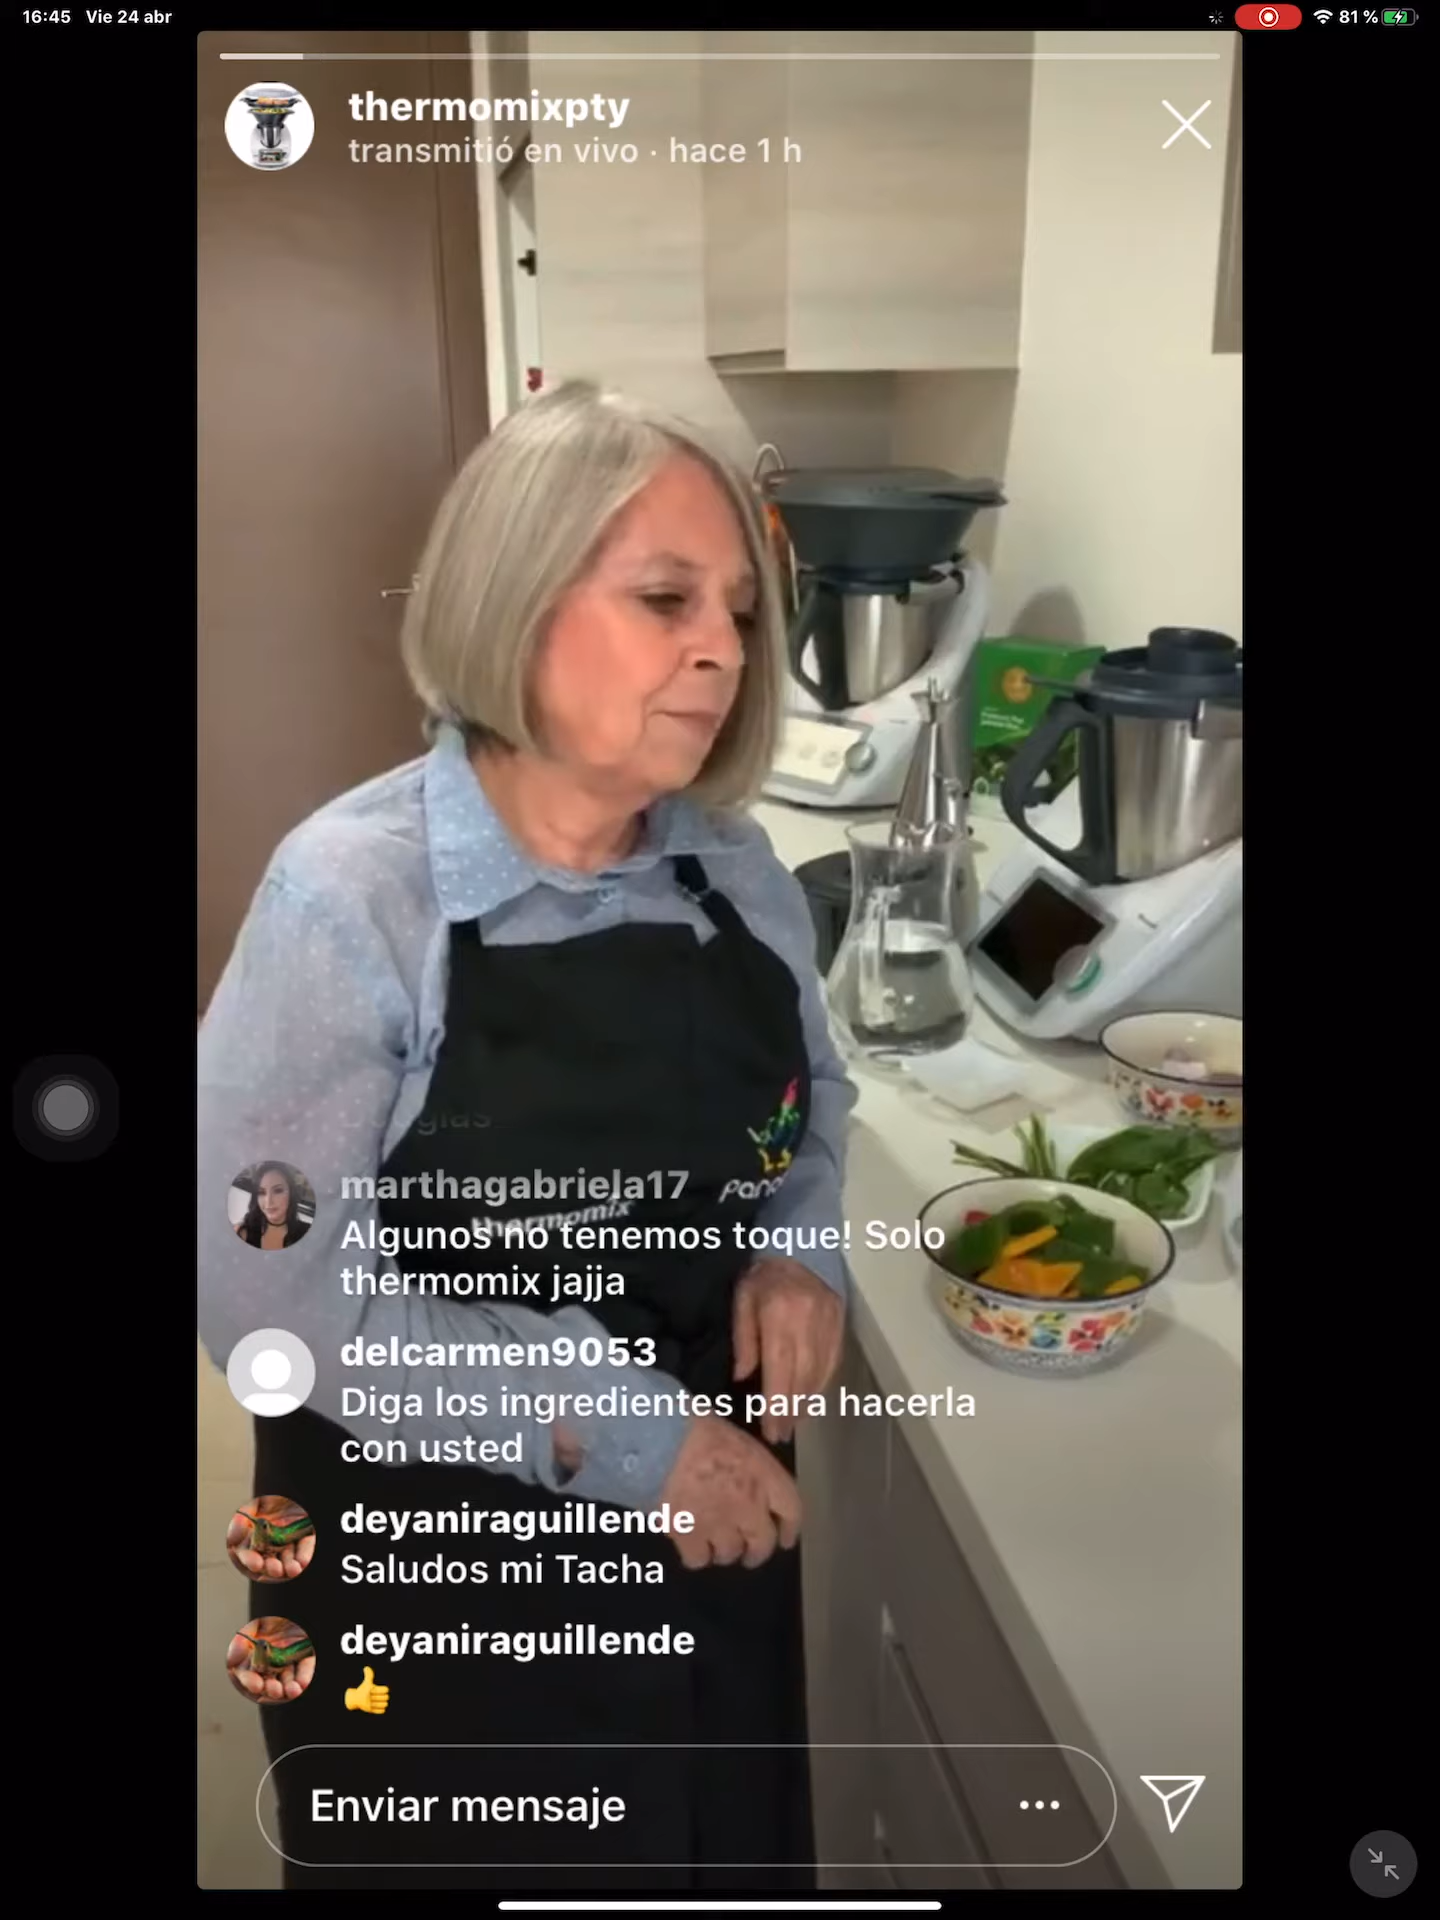 16:45 Vie 24 abr
81 %
thermomixpty
transmitió en vivo · hace 1 h
marthagabriela17
Algunos no tenemos toque! Solo
thermomix jajja
thermomix
delcarmen9053
Diga los ingredientes para hacerla
con usted
deyaniraguillende
Saludos mi Tacha
deyaniraguillende
👍
Enviar mensaje